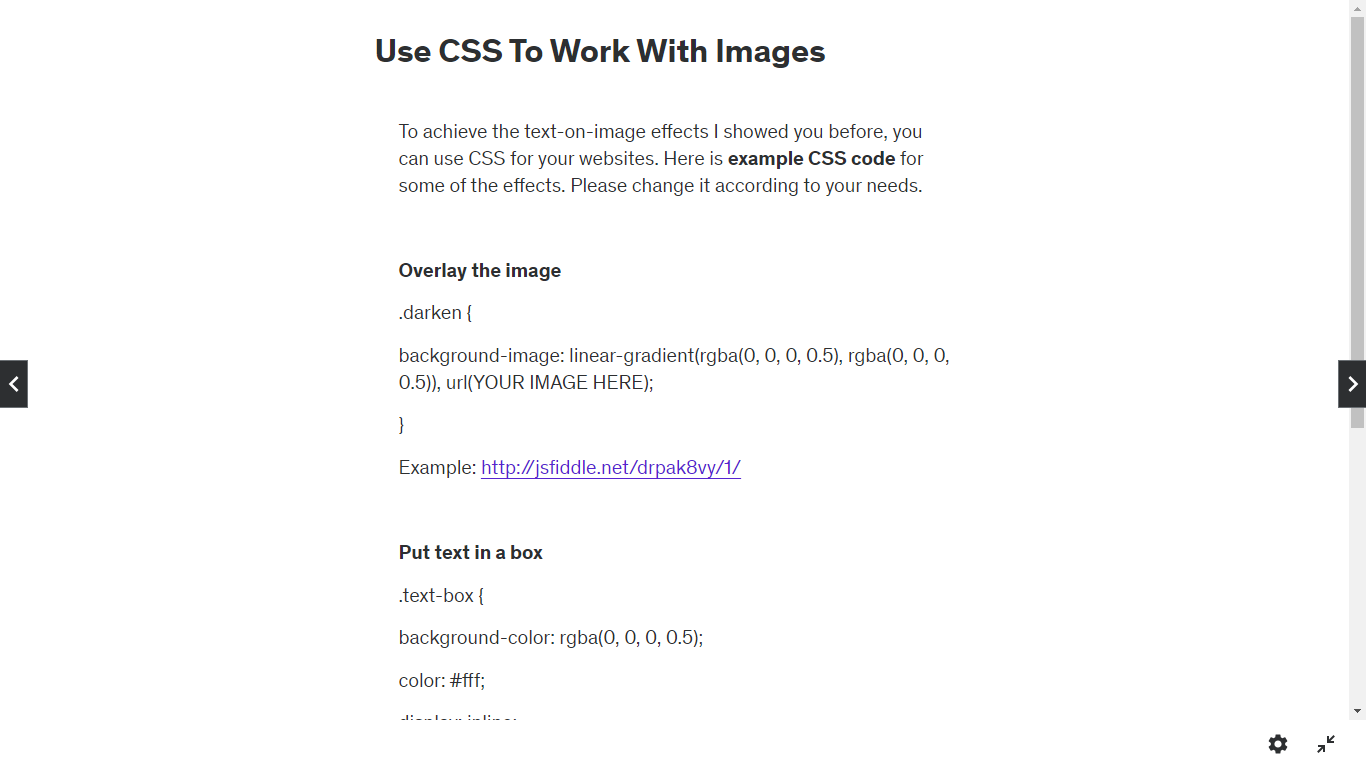 Use CSS To Work With Images
To achieve the text-on-image effects I showed you before, you
can use CSS for your websites. Here is example CSS code for
some of the effects. Please change it according to your needs.
Overlay the image
.darken {
background-image: linear-gradient(rgba(0, 0, 0, 0.5), rgba(0, 0, 0,
0.5)), url(YOUR IMAGE HERE);
}
Example: http://jsfiddle.net/drpak8vy/1/
Put text in a box
.text-box {
background-color: rgba(0, 0, 0, 0.5);
color: #fff;